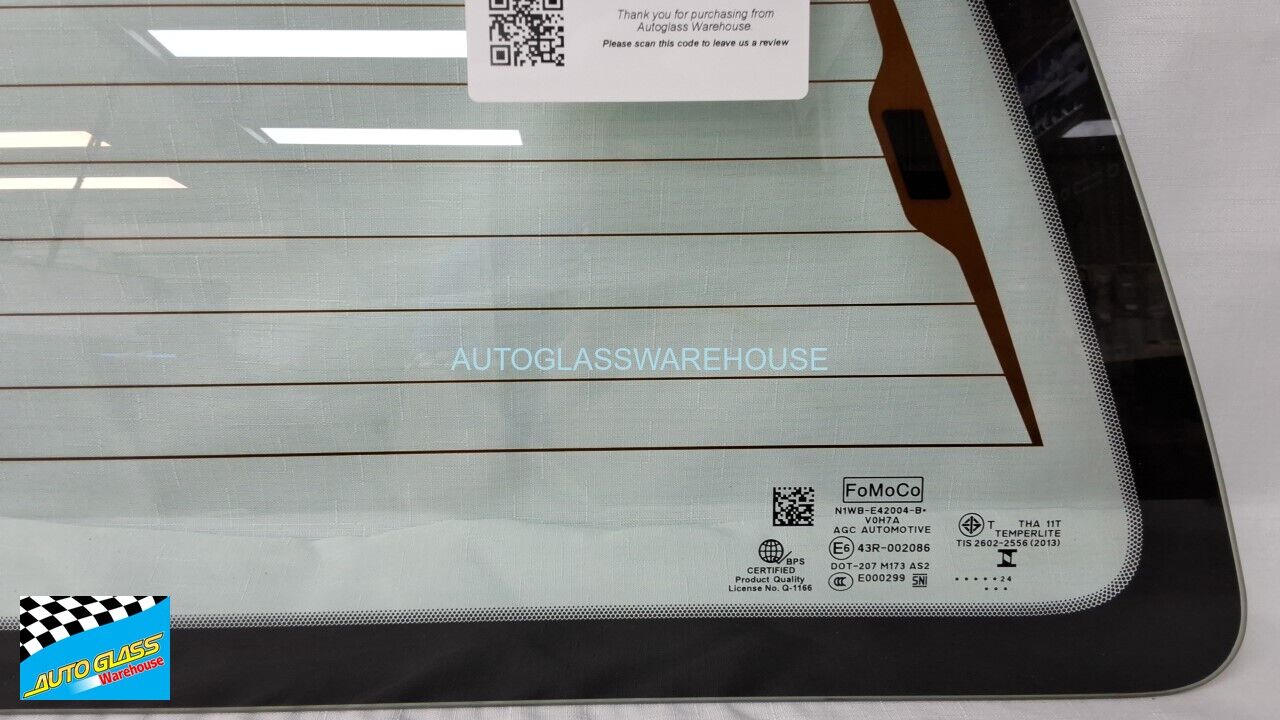 Thank you for purchasing from
Autoglass Warehouse.
Please scan this code to leave us a review
AUTOGLASSWAREHOUSE
FoMoCo
N1WB-E42004-B•
V0H7A
AGC AUTOMOTIVE
E6 43R-002086
DOT-207 M173 AS2
CCC E000299 SNI
BPS
CERTIFIED
Product Quality
License No. Q-1166
T THA 11T
TEMPERLITE
TIS 2602-2556 (2013)
• • • • • 24
• • •
AUTO GLASS
Warehouse